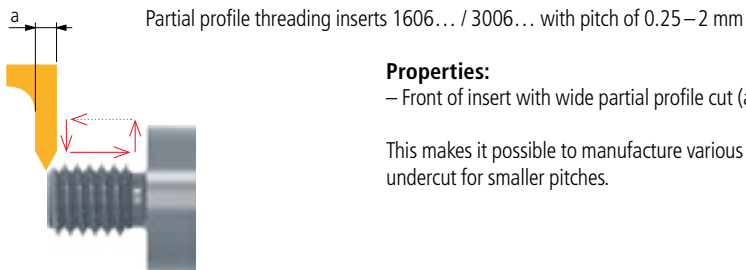 a
Partial profile threading inserts 1606… / 3006… with pitch of 0.25–2 mm
Properties:
– Front of insert with wide partial profile cut (a
This makes it possible to manufacture various
undercut for smaller pitches.